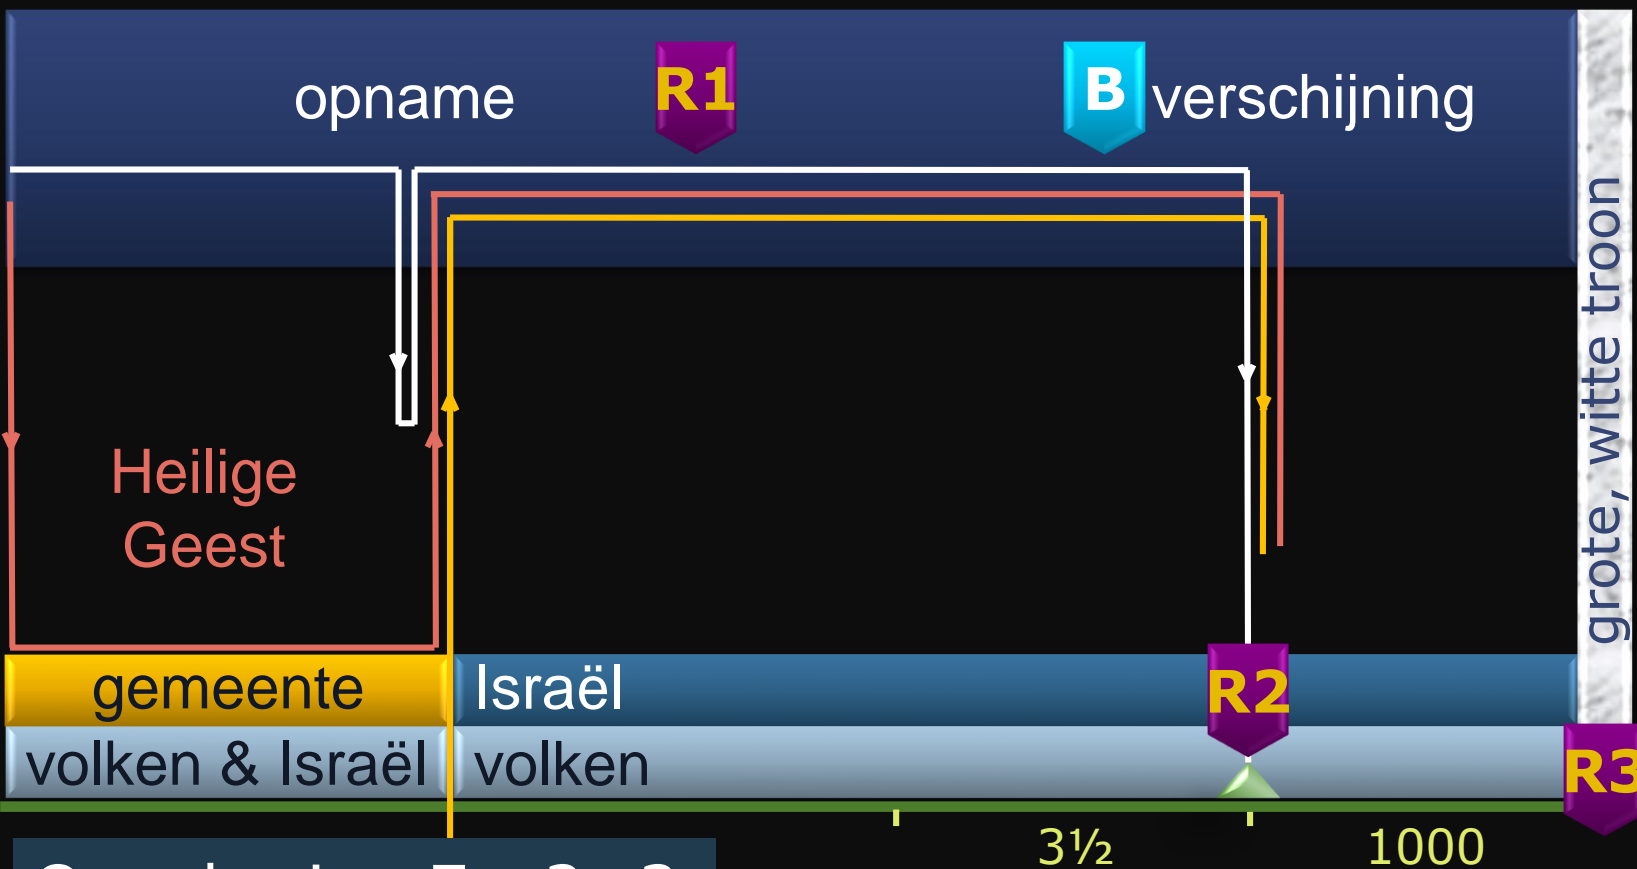 opname
R1
B
verschijning
grote, witte troon
Heilige
Geest
gemeente
Israël
R2
volken & Israël
volken
R3
3½
1000